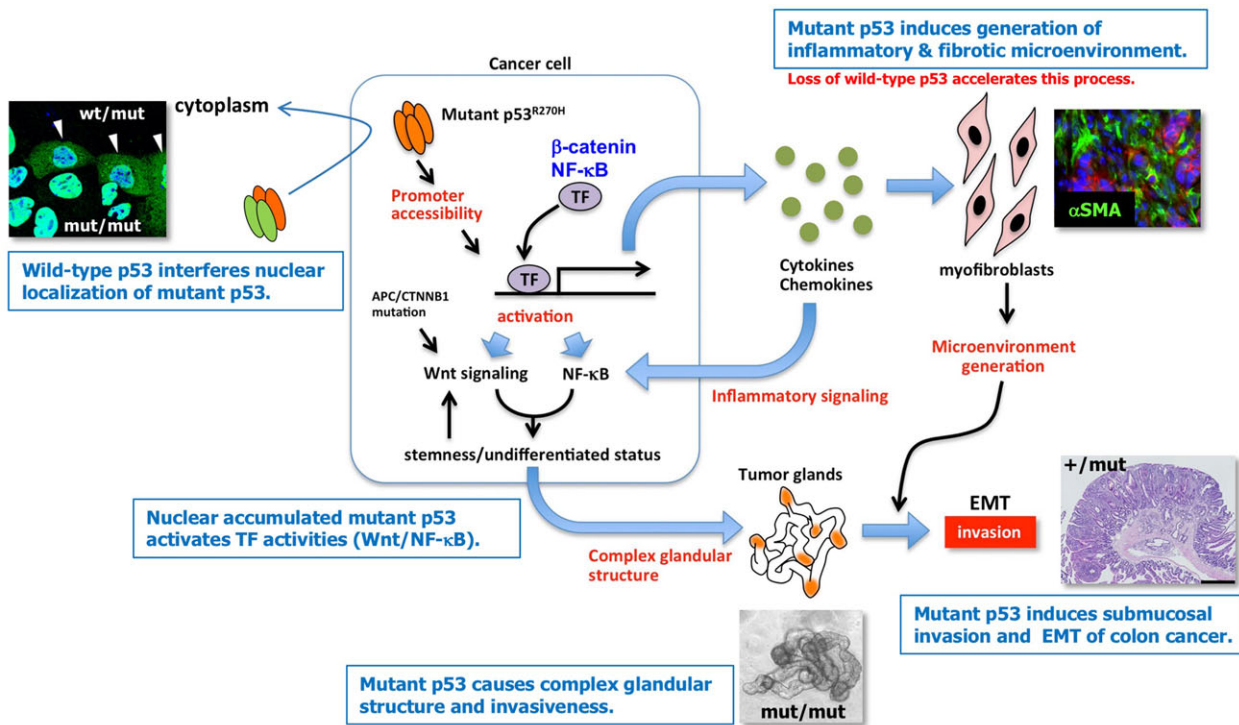 Mutant p53 induces generation of
inflammatory & fibrotic microenvironment.
Loss of wild-type p53 accelerates this process.
Cancer cell
cytoplasm
wt/mut
mut/mut
Mutant p53R270H
β-catenin
NF-κB
TF
Promoter
accessibility
TF
αSMA
Wild-type p53 interferes nuclear
localization of mutant p53.
Cytokines
Chemokines
myofibroblasts
APC/CTNNB1
mutation
activation
Microenvironment
generation
Wnt signaling
NF-κB
Inflammatory signaling
stemness/undifferentiated status
Tumor glands
+/mut
EMT
invasion
Nuclear accumulated mutant p53
activates TF activities (Wnt/NF-κB).
Complex glandular
structure
Mutant p53 induces submucosal
invasion and  EMT of colon cancer.
Mutant p53 causes complex glandular
structure and invasiveness.
mut/mut